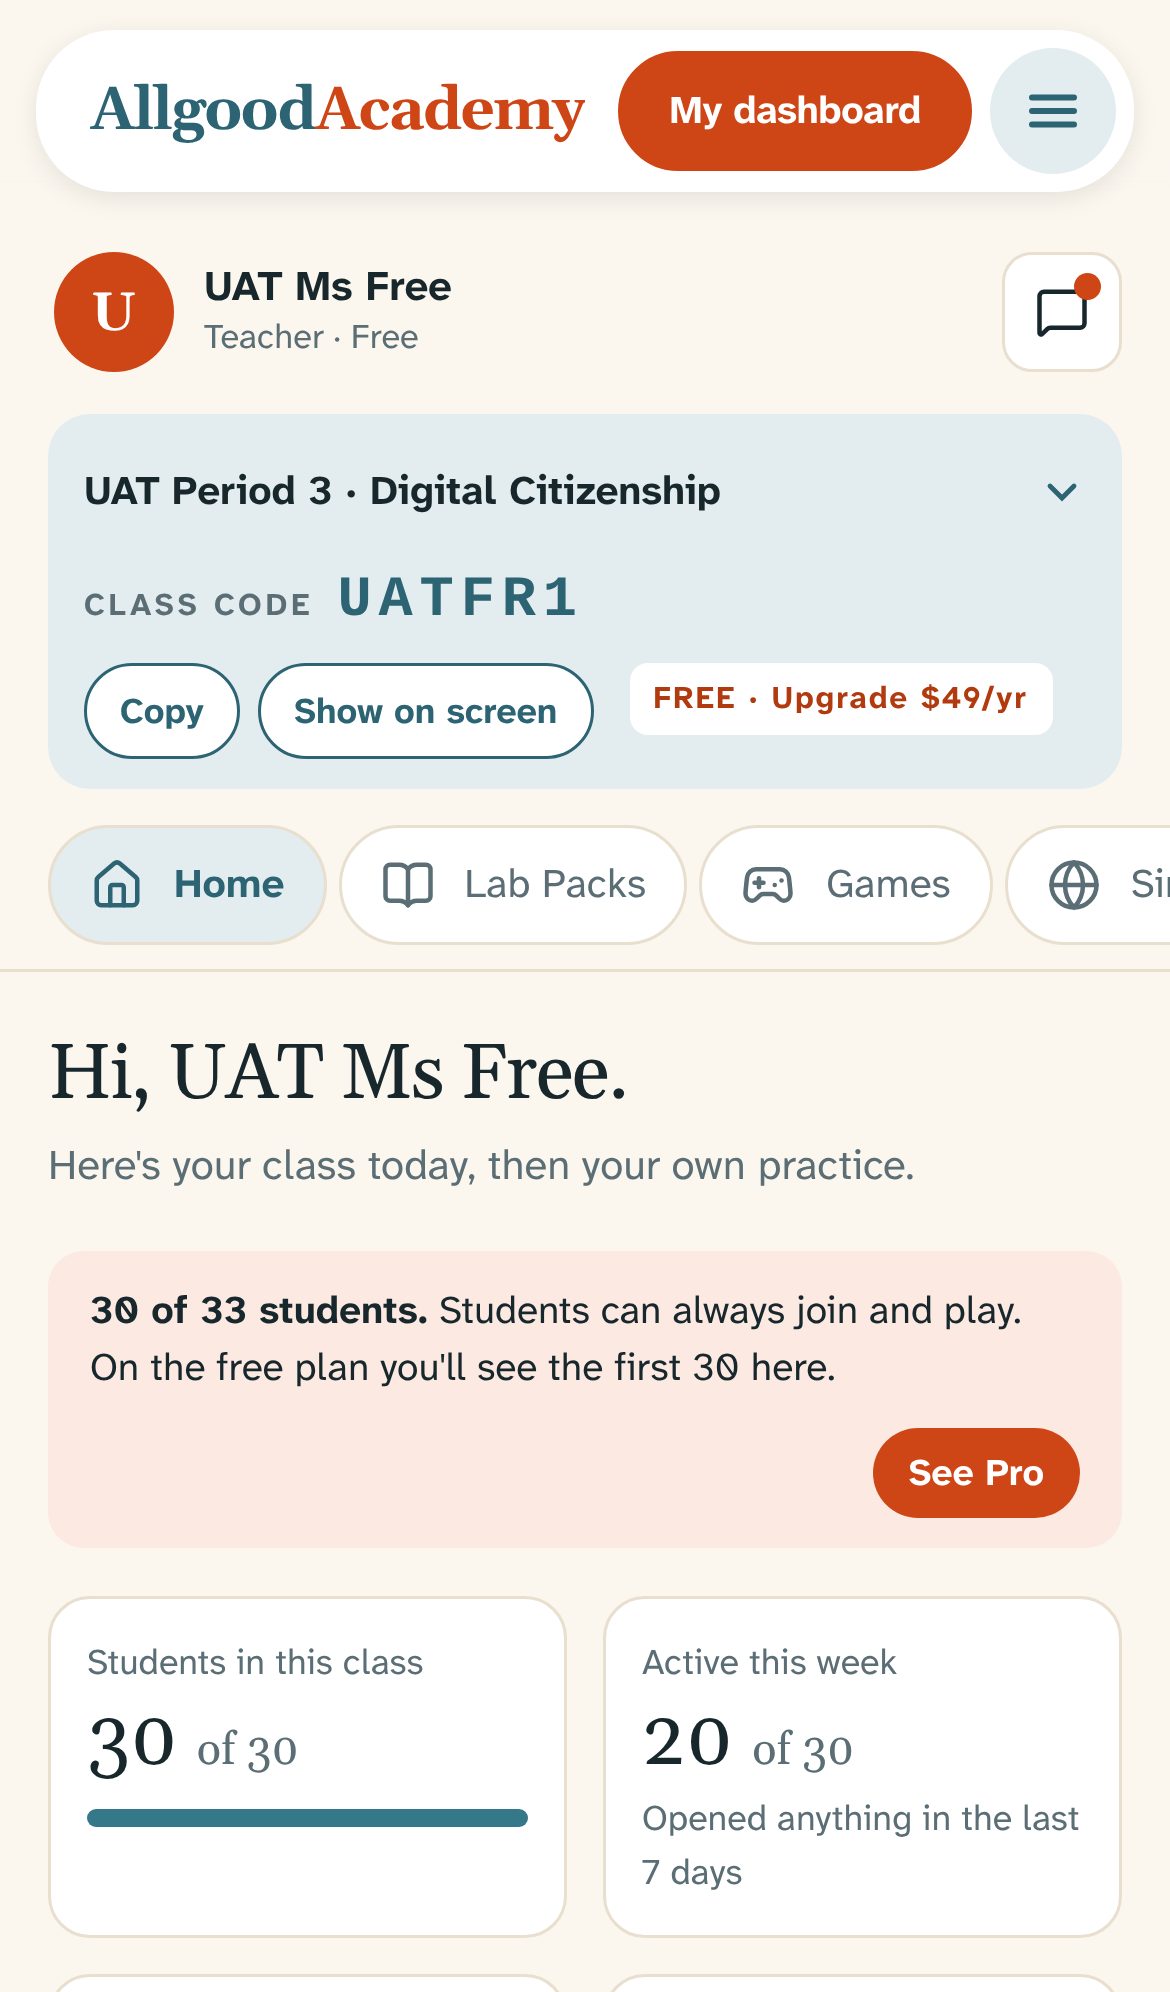 AllgoodAcademy
My dashboard
U
UAT Ms Free
Teacher · Free
UAT Period 3 · Digital Citizenship
CLASS CODE UATFR1
Copy
Show on screen
FREE · Upgrade $49/yr
Home
Lab Packs
Games
Hi, UAT Ms Free.
Here's your class today, then your own practice.
30 of 33 students. Students can always join and play.
On the free plan you'll see the first 30 here.
See Pro
Students in this class
30 of 30
Active this week
20 of 30
Opened anything in the last
7 days